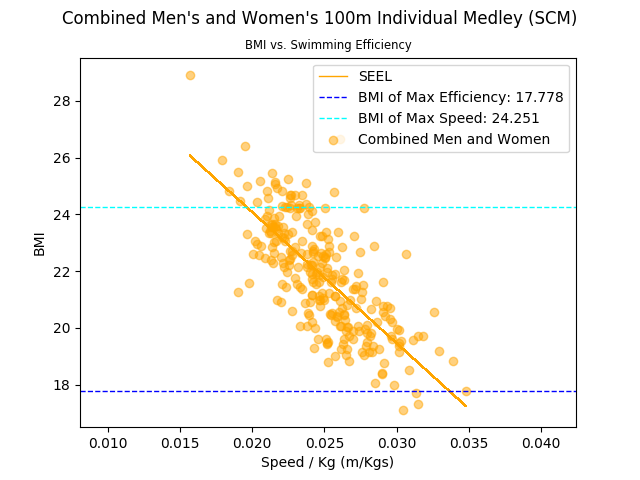 Combined Men's and Women's 100m Individual Medley (SCM)
BMI vs. Swimming Efficiency
SEEL
BMI of Max Efficiency: 17.778
BMI of Max Speed: 24.251
Combined Men and Women
28
26
24
22
20
18
BMI
0.010
0.015
0.020
0.025
0.030
0.035
0.040
Speed / Kg (m/Kgs)